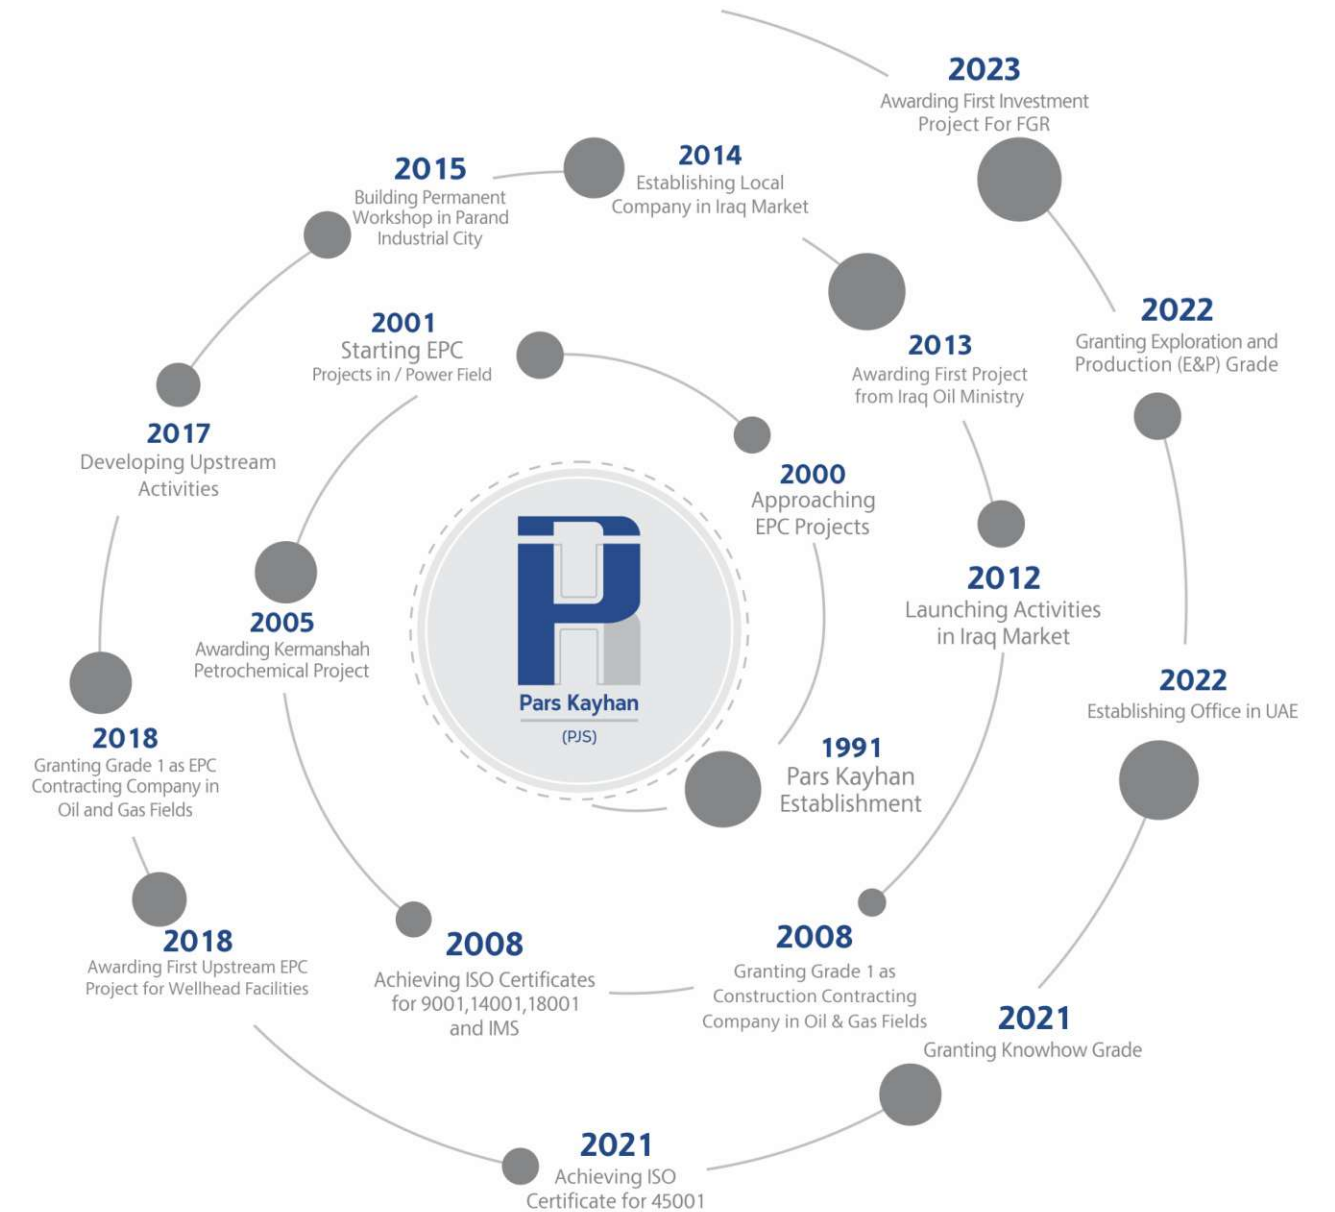 Pars Kayhan
(PJS)
1991
Pars Kayhan
Establishment
2000
Approaching
EPC Projects
2001
Starting EPC
Projects in / Power Field
2005
Awarding Kermanshah
Petrochemical Project
2008
Achieving ISO Certificates
for 9001,14001,18001
and IMS
2008
Granting Grade 1 as
Construction Contracting
Company in Oil & Gas Fields
2012
Launching Activities
in Iraq Market
2013
Awarding First Project
from Iraq Oil Ministry
2014
Establishing Local
Company in Iraq Market
2015
Building Permanent
Workshop in Parand
Industrial City
2017
Developing Upstream
Activities
2018
Granting Grade 1 as EPC
Contracting Company in
Oil and Gas Fields
2018
Awarding First Upstream EPC
Project for Wellhead Facilities
2021
Achieving ISO
Certificate for 45001
2021
Granting Knowhow Grade
2022
Establishing Office in UAE
2022
Granting Exploration and
Production (E&P) Grade
2023
Awarding First Investment
Project For FGR